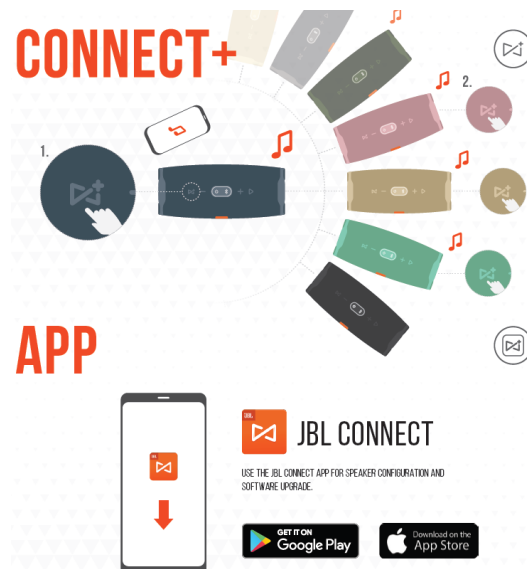 CONNECT+
1.
2.
APP
JBL
JBL CONNECT
USE THE JBL CONNECT APP FOR SPEAKER CONFIGURATION AND
SOFTWARE UPGRADE.
GET IT ON
Google Play
Download on the
App Store